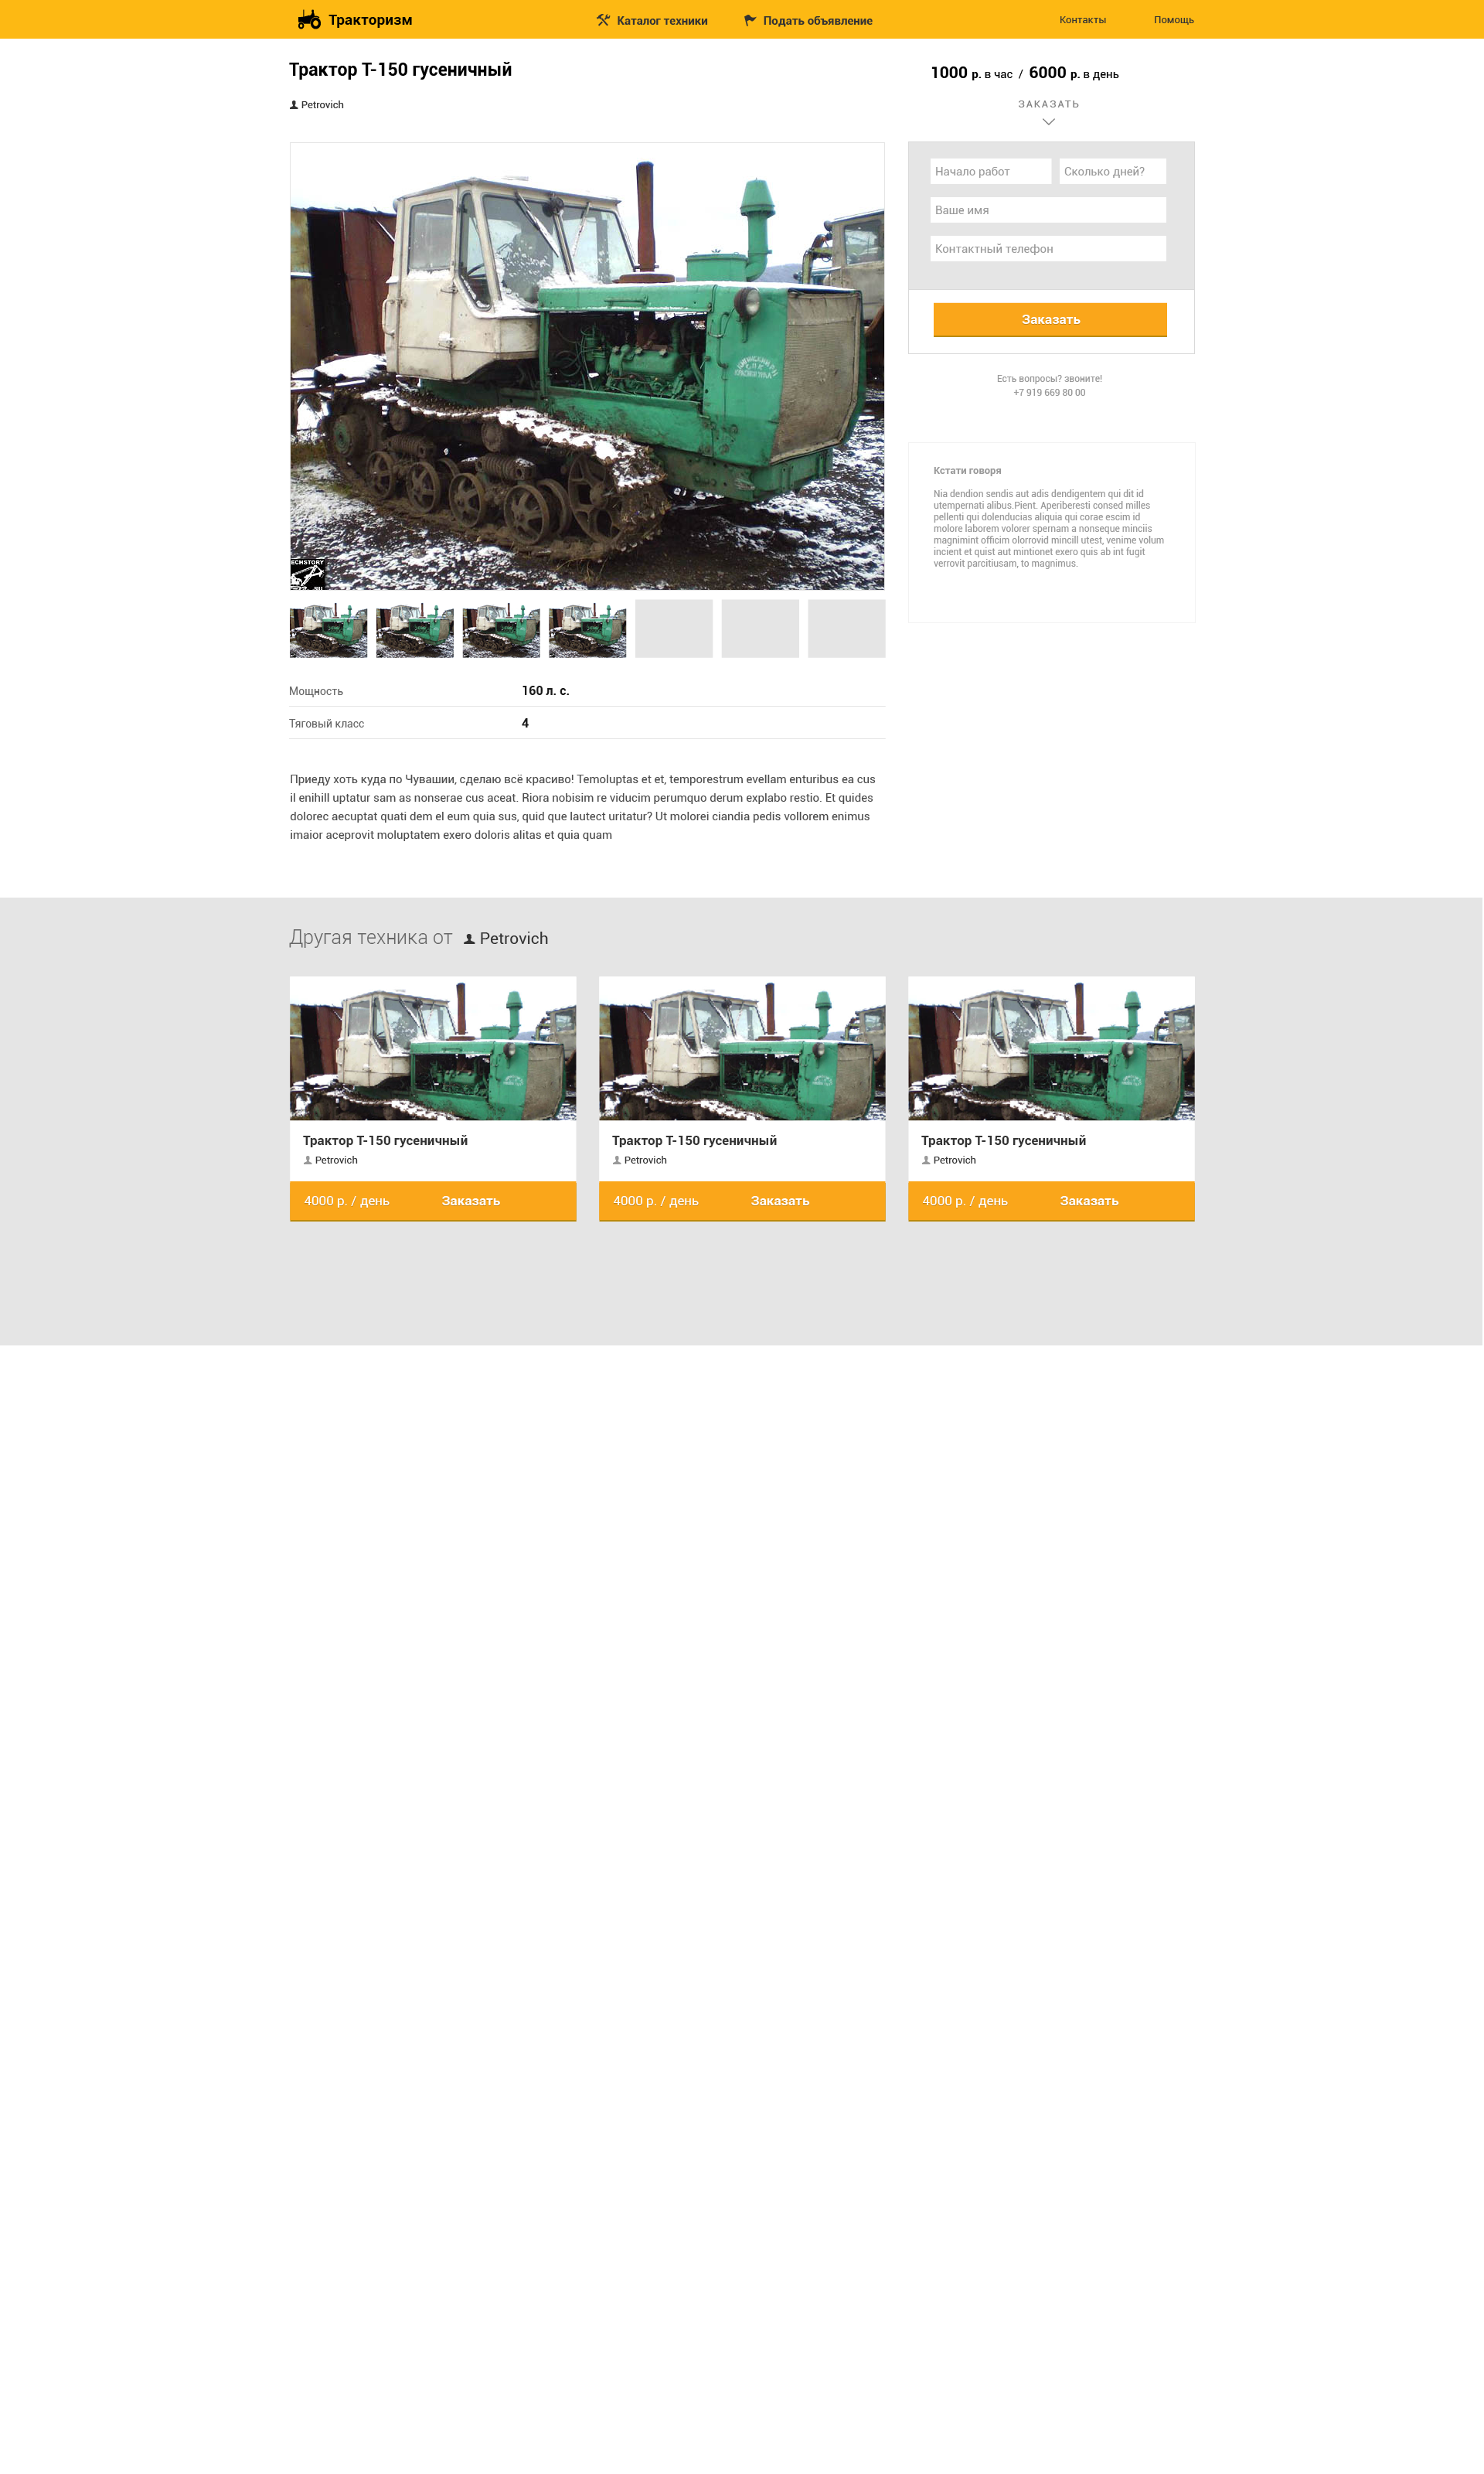 Тракторизм
Каталог техники
Подать объявление
Контакты
Помощь
Трактор Т-150 гусеничный
Petrovich
1000 р. в час / 6000 р. в день
ЗАКАЗАТЬ
Начало работ
Сколько дней?
Ваше имя
Контактный телефон
Заказать
Есть вопросы? звоните!
+7 919 669 80 00
Кстати говоря
Nia dendion sendis aut adis dendigentem qui dit id
utempernati alibus.Pient. Aperiberesti consed milles
pellenti qui dolenducias aliquia qui corae escim id
molore laborem volorer spernam a nonseque minciis
magnimint officim olorrovid mincill utest, venime volum
incient et quist aut mintionet exero quis ab int fugit
verrovit parcitiusam, to magnimus.
ECHSTORY
Мощность
160 л. с.
Тяговый класс
4
Приеду хоть куда по Чувашии, сделаю всё красиво! Temoluptas et et, temporestrum evellam enturibus ea cus
il enihill uptatur sam as nonserae cus aceat. Riora nobisim re viducim perumquo derum explabo restio. Et quides
dolorec aecuptat quati dem el eum quia sus, quid que lautect uritatur? Ut molorei ciandia pedis vollorem enimus
imaior aceprovit moluptatem exero doloris alitas et quia quam
Другая техника от Petrovich
Трактор Т-150 гусеничный
Petrovich
4000 р. / день
Заказать
Трактор Т-150 гусеничный
Petrovich
4000 р. / день
Заказать
Трактор Т-150 гусеничный
Petrovich
4000 р. / день
Заказать